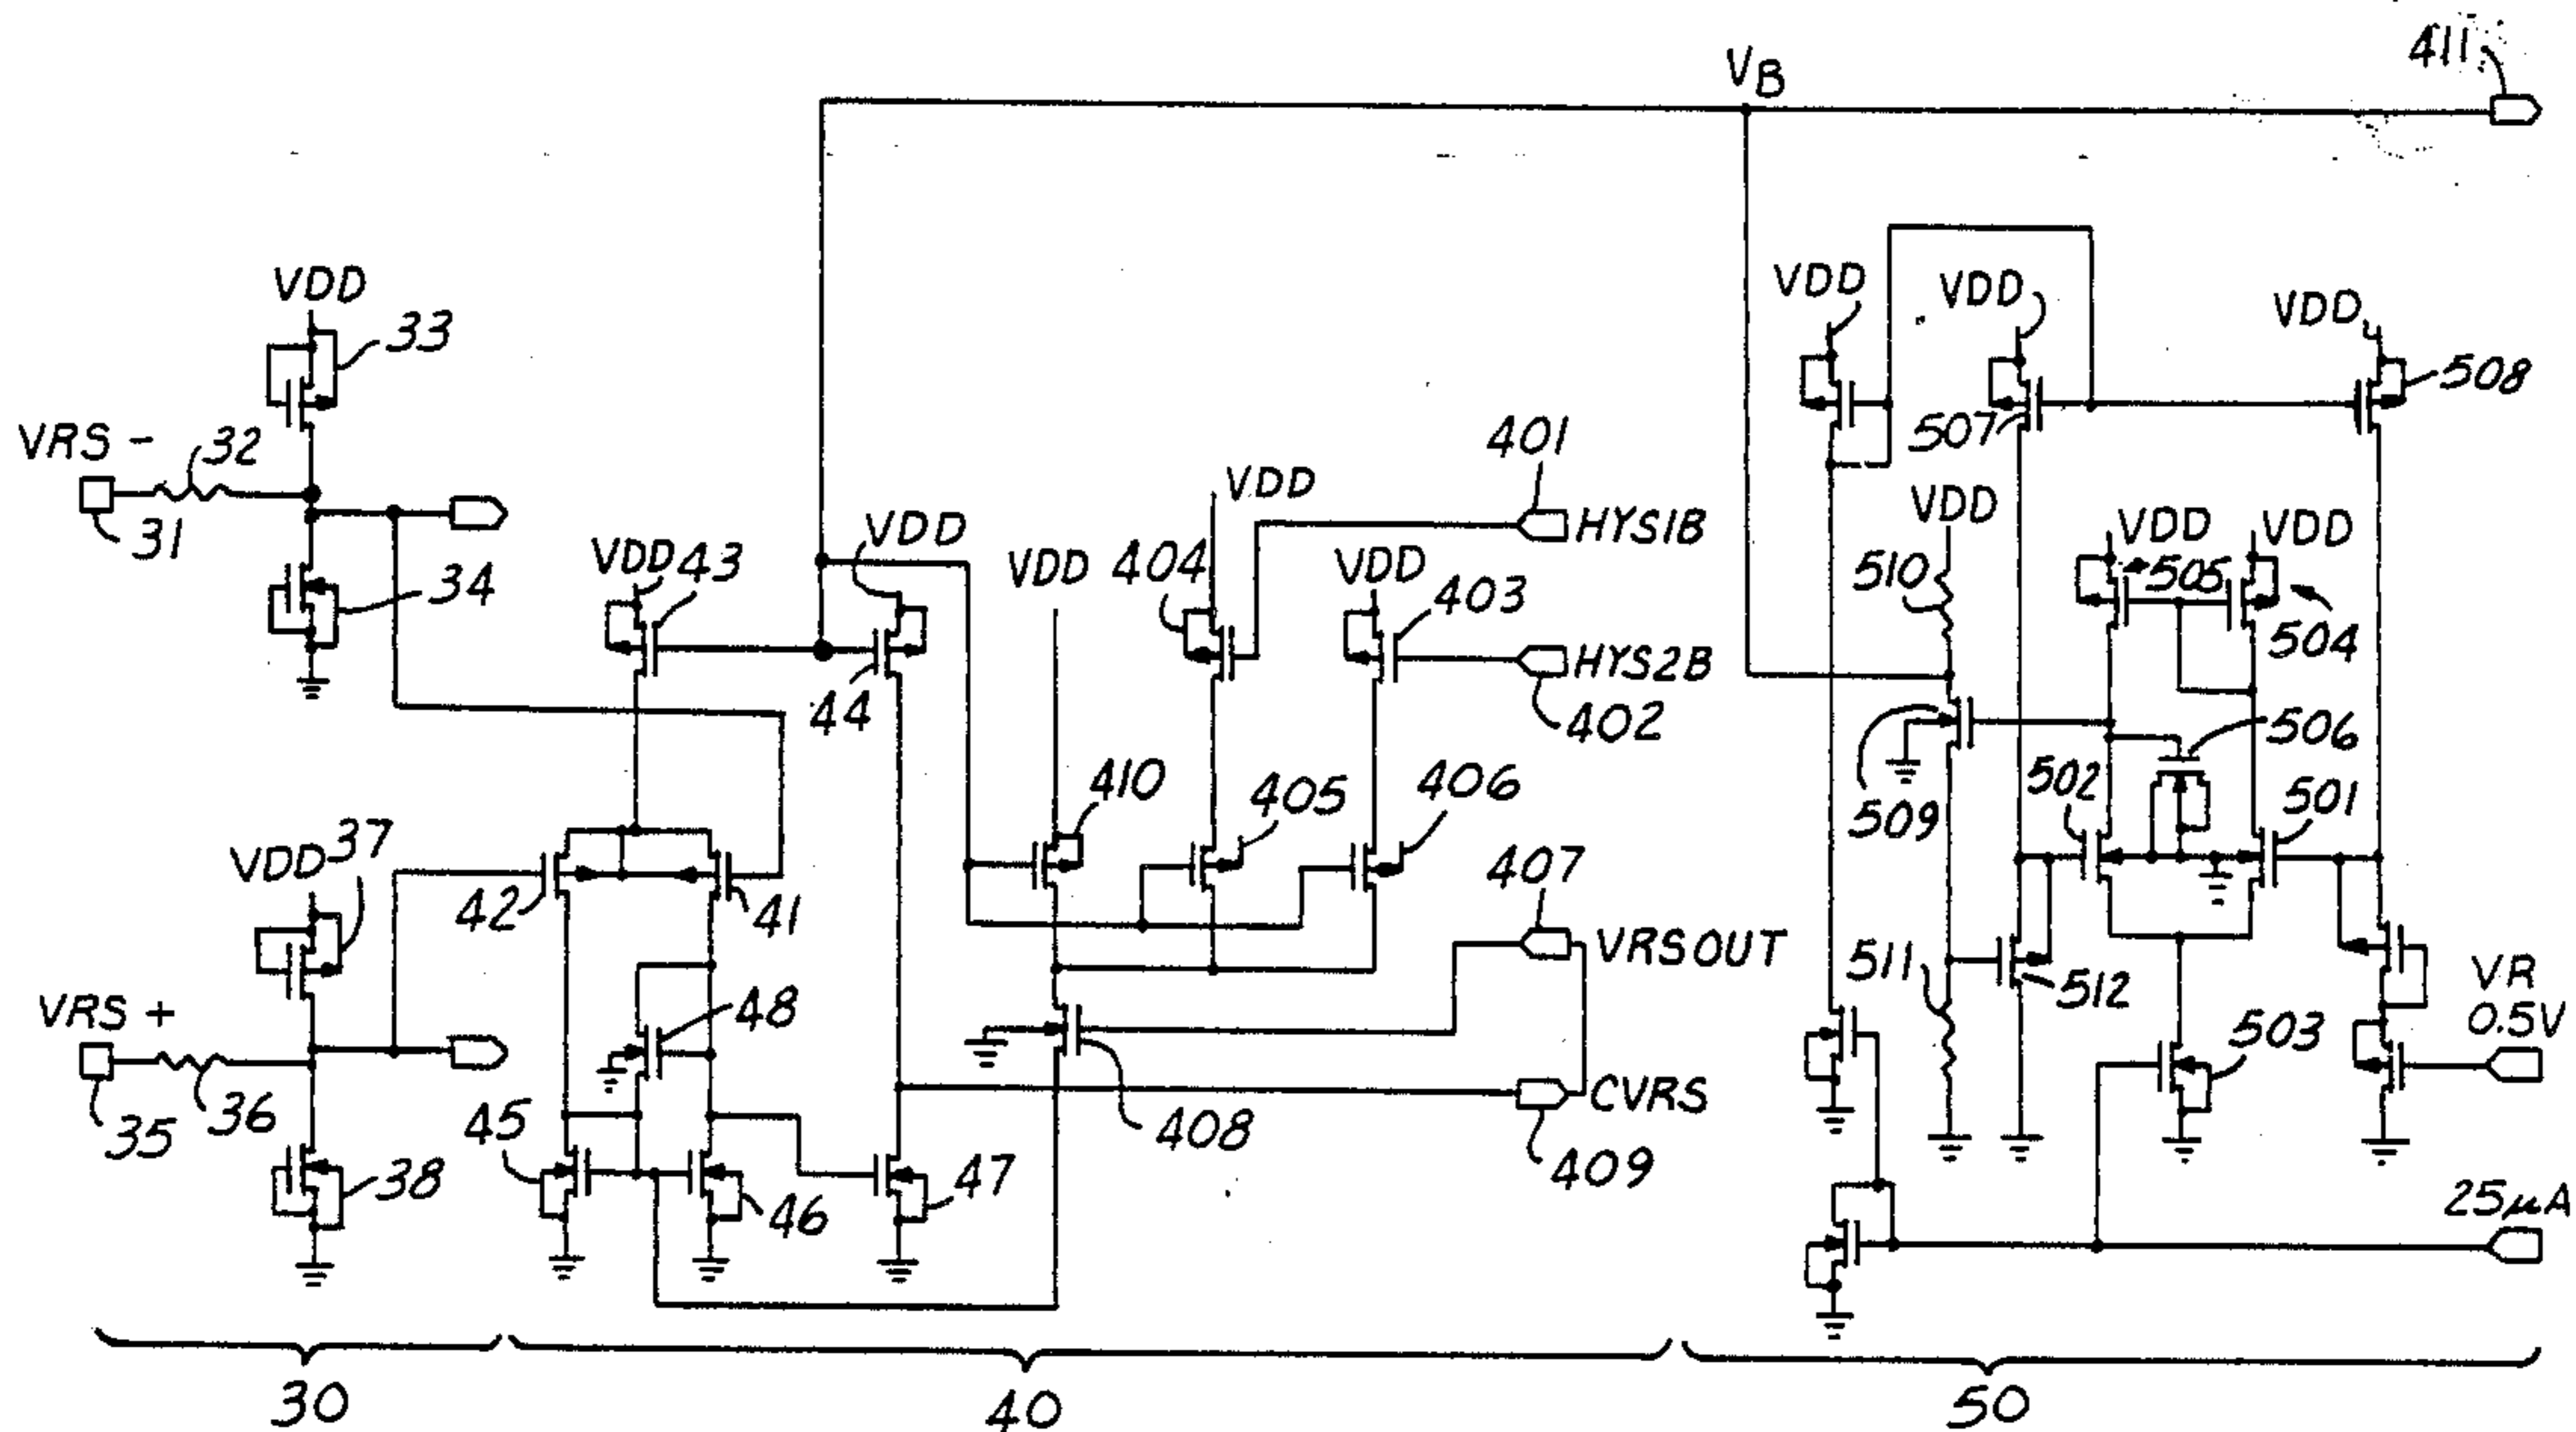 411
VB
VDD
33
VRS -
32
31
34
VDD
VDD
VDD
507
508
401
HYS1B
VDD
404
VDD
43
VDD
44
VDD
VDD
403
HYS2B
402
VDD
510
VDD
505
VDD
504
506
509
502
501
410
405
406
407
VRSOUT
VDD
37
42
41
VRS +
35
36
38
48
45
46
47
408
CVRS
409
511
512
503
VR
0.5V
25μA
30
40
50